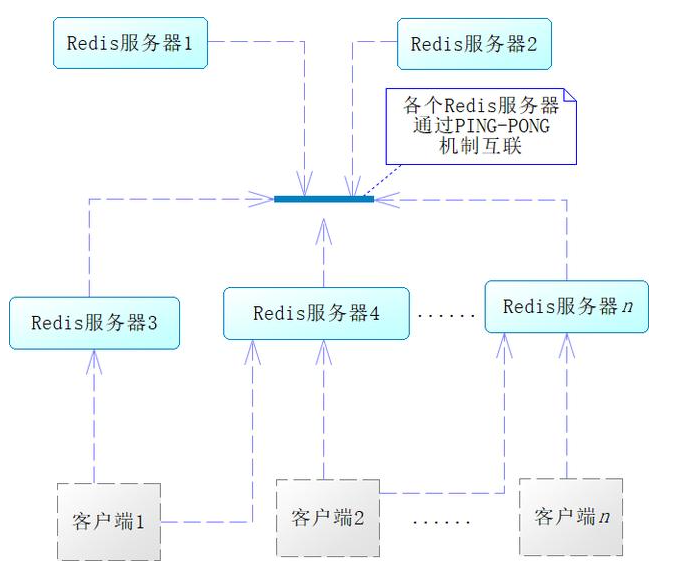 Redis服务器1
Redis服务器2
各个Redis服务器
通过PING-PONG
机制互联
Redis服务器3
Redis服务器4
......
Redis服务器n
客户端1
客户端2
......
客户端n